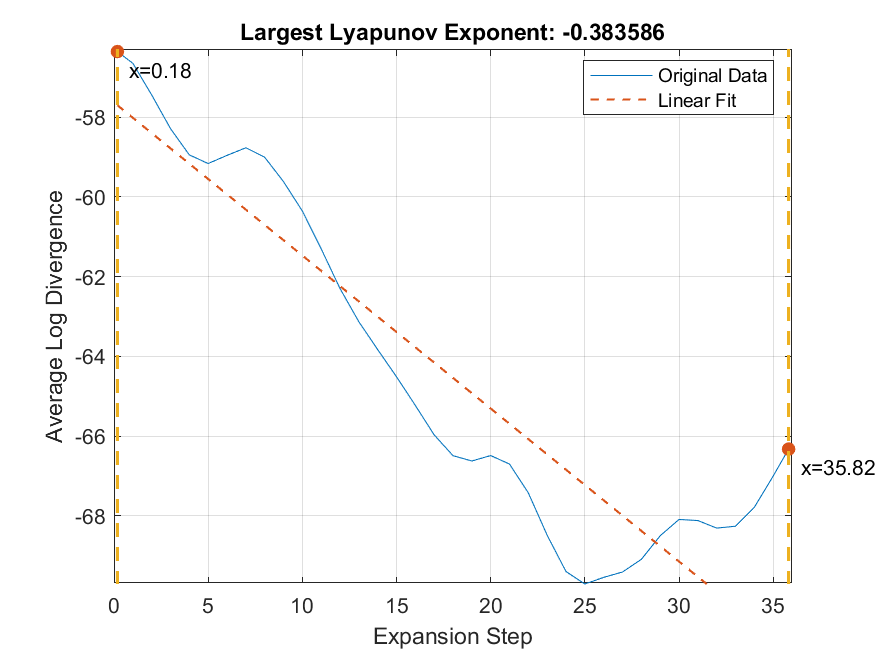 Largest Lyapunov Exponent: -0.383586
Original Data
Linear Fit
x=0.18
x=35.82
Average Log Divergence
-58
-60
-62
-64
-66
-68
0 5 10 15 20 25 30 35
Expansion Step